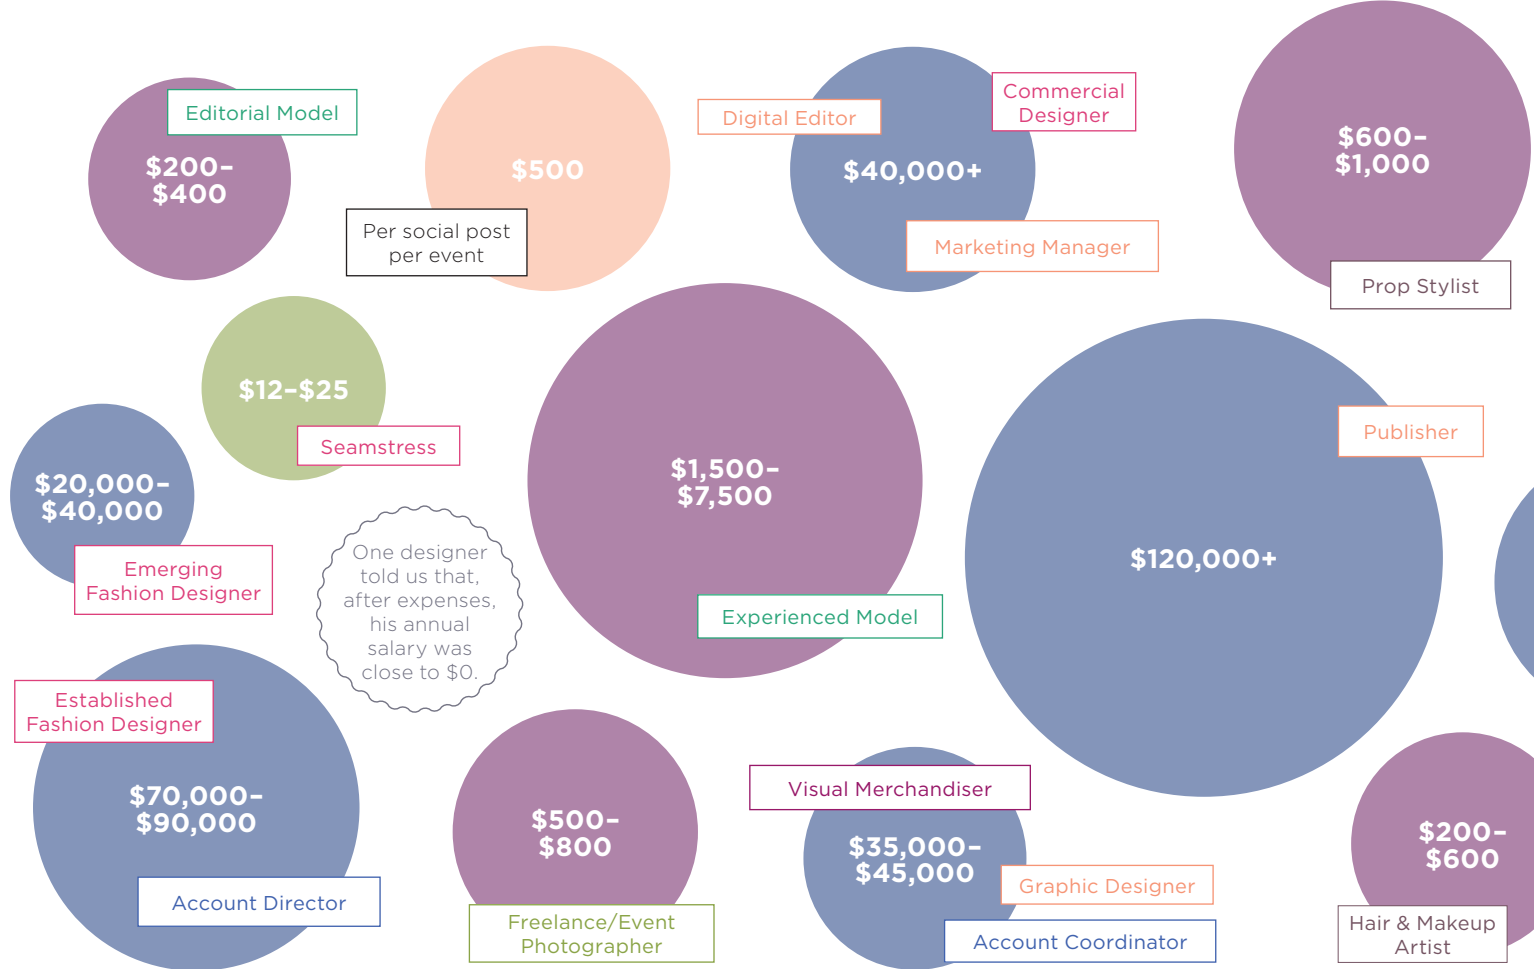 Editorial Model
$200–
$400
$500
Per social post
per event
Digital Editor
Commercial
Designer
$40,000+
Marketing Manager
$600–
$1,000
Prop Stylist
$12–$25
Seamstress
$20,000–
$40,000
Emerging
Fashion Designer
One designer
told us that,
after expenses,
his annual
salary was
close to $0.
$1,500–
$7,500
Experienced Model
Publisher
$120,000+
Established
Fashion Designer
$70,000–
$90,000
Account Director
$500–
$800
Freelance/Event
Photographer
Visual Merchandiser
$35,000–
$45,000
Graphic Designer
Account Coordinator
$200–
$600
Hair & Makeup
Artist